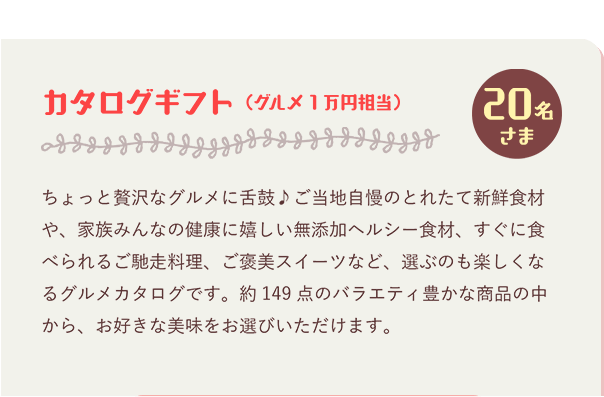 カタログギフト（グルメ１万円相当）
20名
さま
ちょっと贅沢なグルメに舌鼓♪ご当地自慢のとれたて新鮮食材
や、家族みんなの健康に嬉しい無添加ヘルシー食材、すぐに食
べられるご馳走料理、ご褒美スイーツなど、選ぶのも楽しくな
るグルメカタログです。約 149 点のバラエティ豊かな商品の中
から、お好きな美味をお選びいただけます。